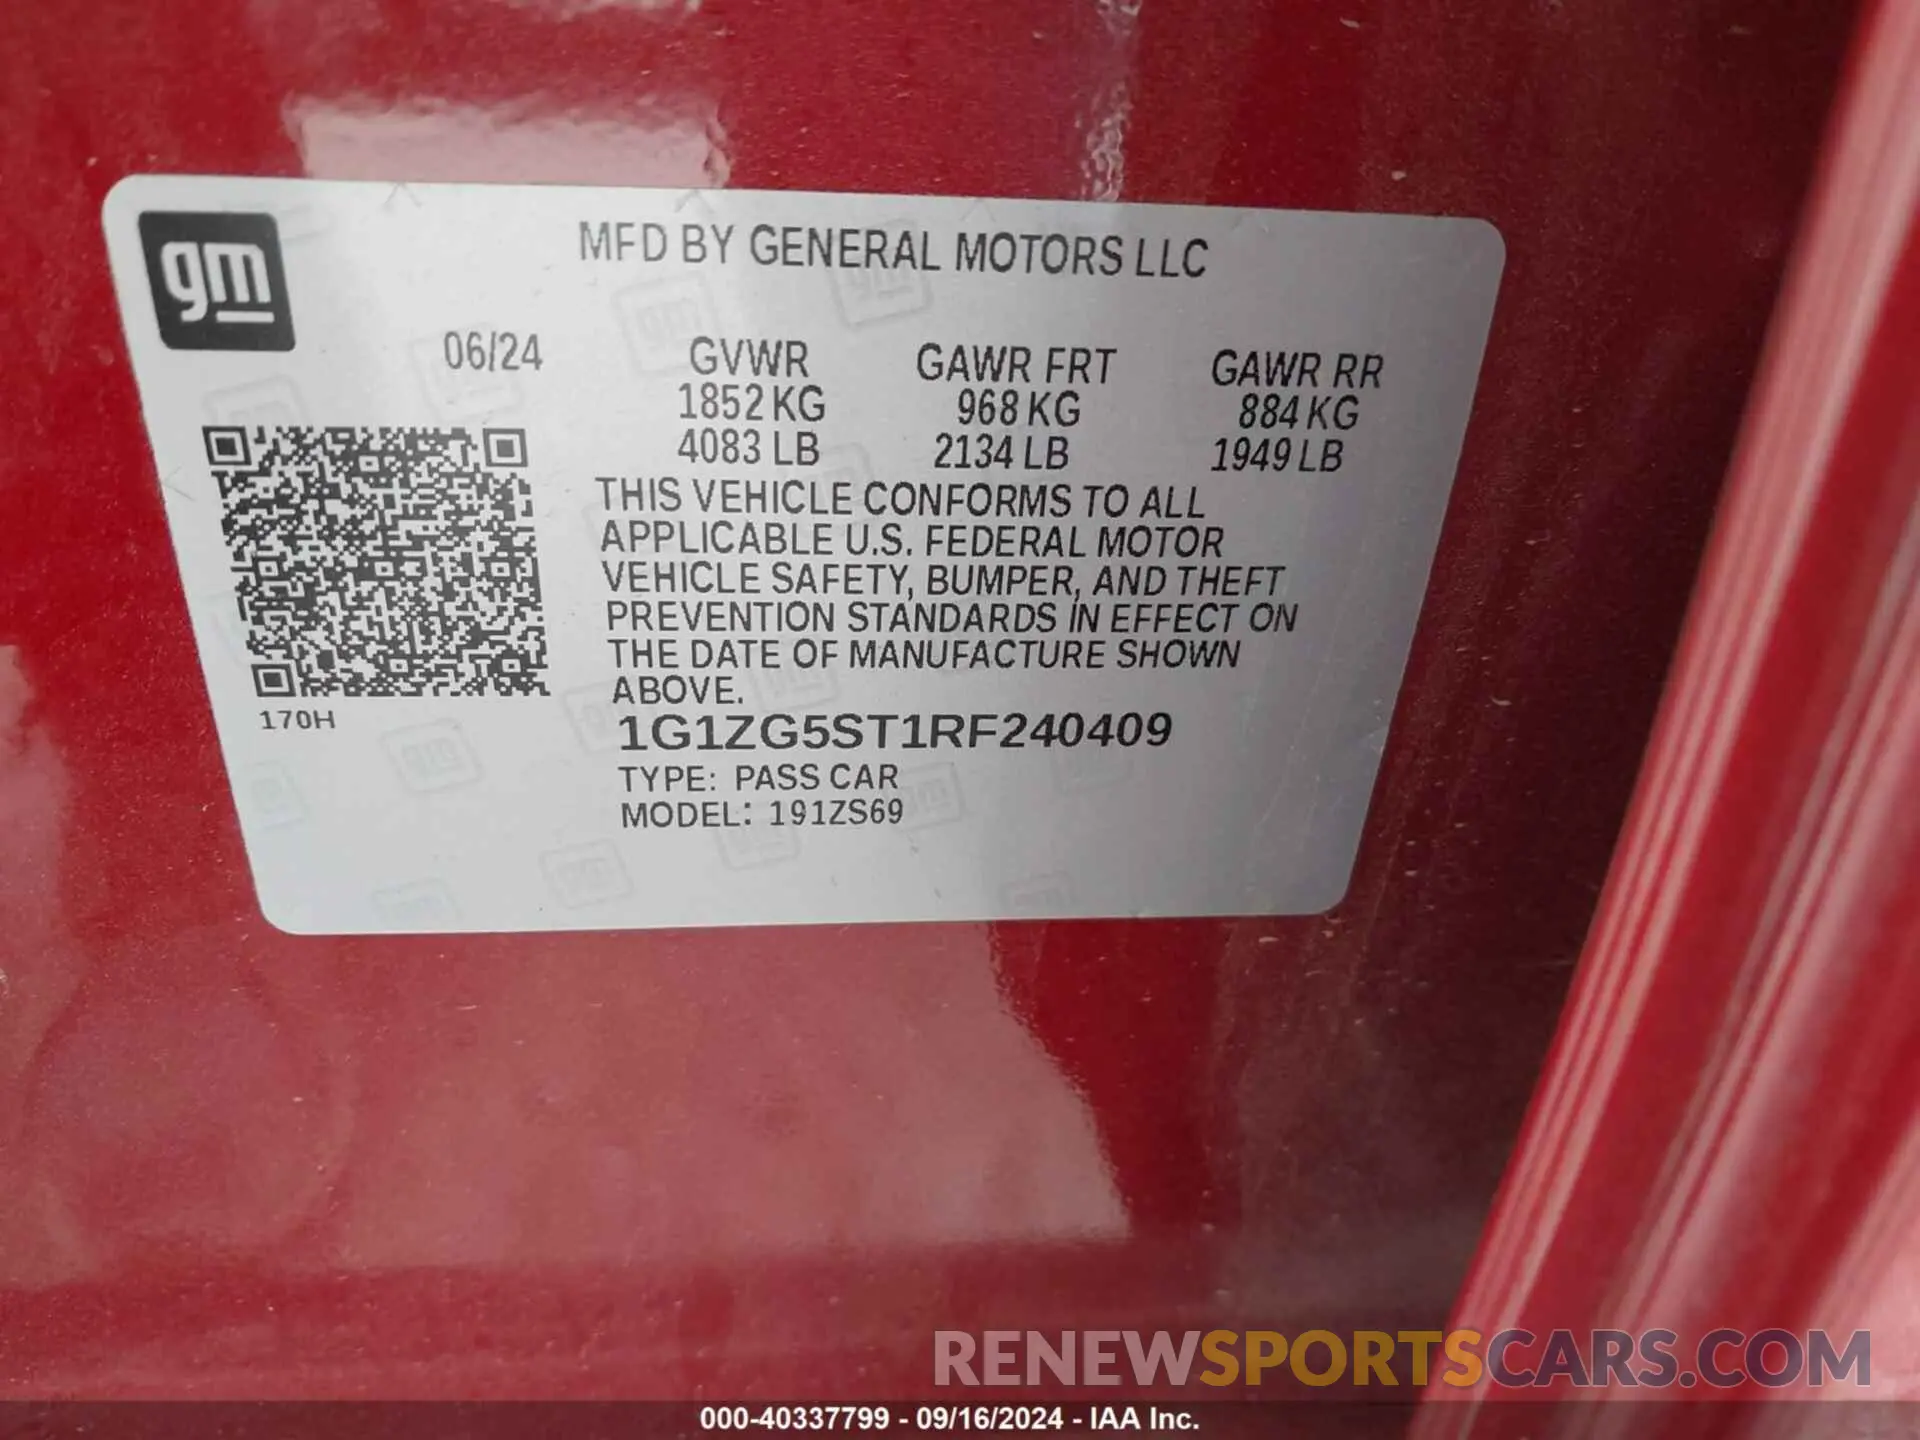 gm
MFD BY GENERAL MOTORS LLC
06/24
GVWR GAWR FRT GAWR RR
1852 KG 968 KG 884 KG
4083 LB 2134 LB 1949 LB
THIS VEHICLE CONFORMS TO ALL
APPLICABLE U.S. FEDERAL MOTOR
VEHICLE SAFETY, BUMPER, AND THEFT
PREVENTION STANDARDS IN EFFECT ON
THE DATE OF MANUFACTURE SHOWN
ABOVE.
170H
1G1ZG5ST1RF240409
TYPE: PASS CAR
MODEL: 191ZS69
RENEWSPORTSCARS.COM
000-40337799 - 09/16/2024 - IAA Inc.